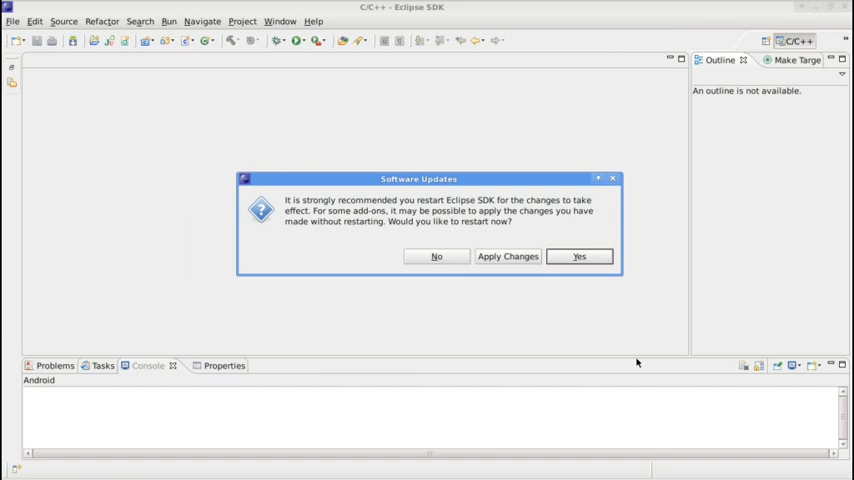 C/C++ - Eclipse SDK
File Edit Source Refactor Search Run Navigate Project Window Help
C/C++ »
Outline Make Targe
An outline is not available.
Software Updates
It is strongly recommended you restart Eclipse SDK for the changes to take
effect. For some add-ons, it may be possible to apply the changes you have
made without restarting. Would you like to restart now?
No Apply Changes Yes
Problems Tasks Console Properties
Android